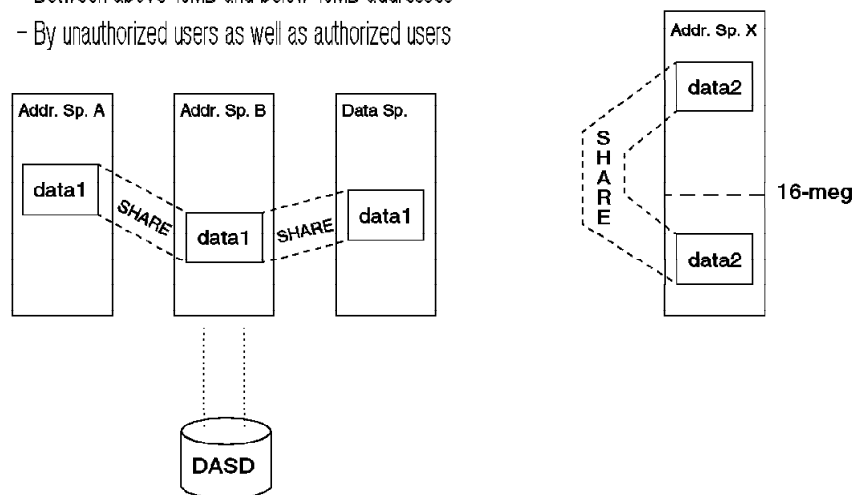 – By unauthorized users as well as authorized users
Addr. Sp. A
Addr. Sp. B
Data Sp.
data1
SHARE
data1
SHARE
data1
DASD
Addr. Sp. X
data2
SHARE
16-meg
data2